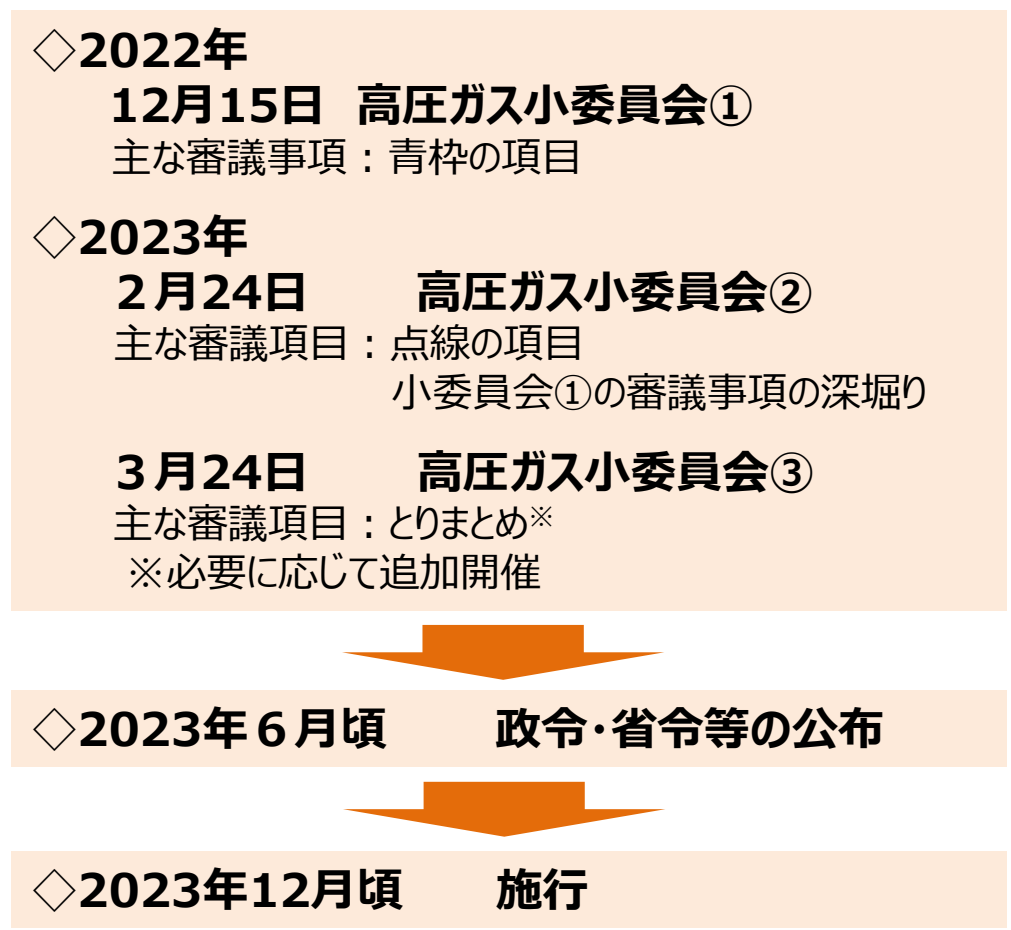 ◇2022年
12月15日 高圧ガス小委員会①
主な審議事項：青枠の項目
◇2023年
２月24日 高圧ガス小委員会②
主な審議項目：点線の項目
小委員会①の審議事項の深堀り
３月24日 高圧ガス小委員会③
主な審議項目：とりまとめ※
※必要に応じて追加開催
◇2023年６月頃 政令・省令等の公布
◇2023年12月頃 施行